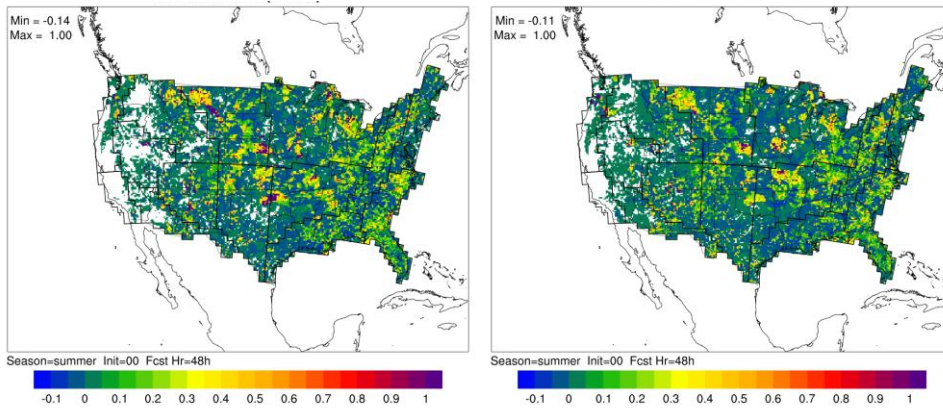 Min = -0.14
Max = 1.00
Season=summer Init=00 Fcst Hr=48h
-0.1 0 0.1 0.2 0.3 0.4 0.5 0.6 0.7 0.8 0.9 1
Min = -0.11
Max = 1.00
Season=summer Init=00 Fcst Hr=48h
-0.1 0 0.1 0.2 0.3 0.4 0.5 0.6 0.7 0.8 0.9 1